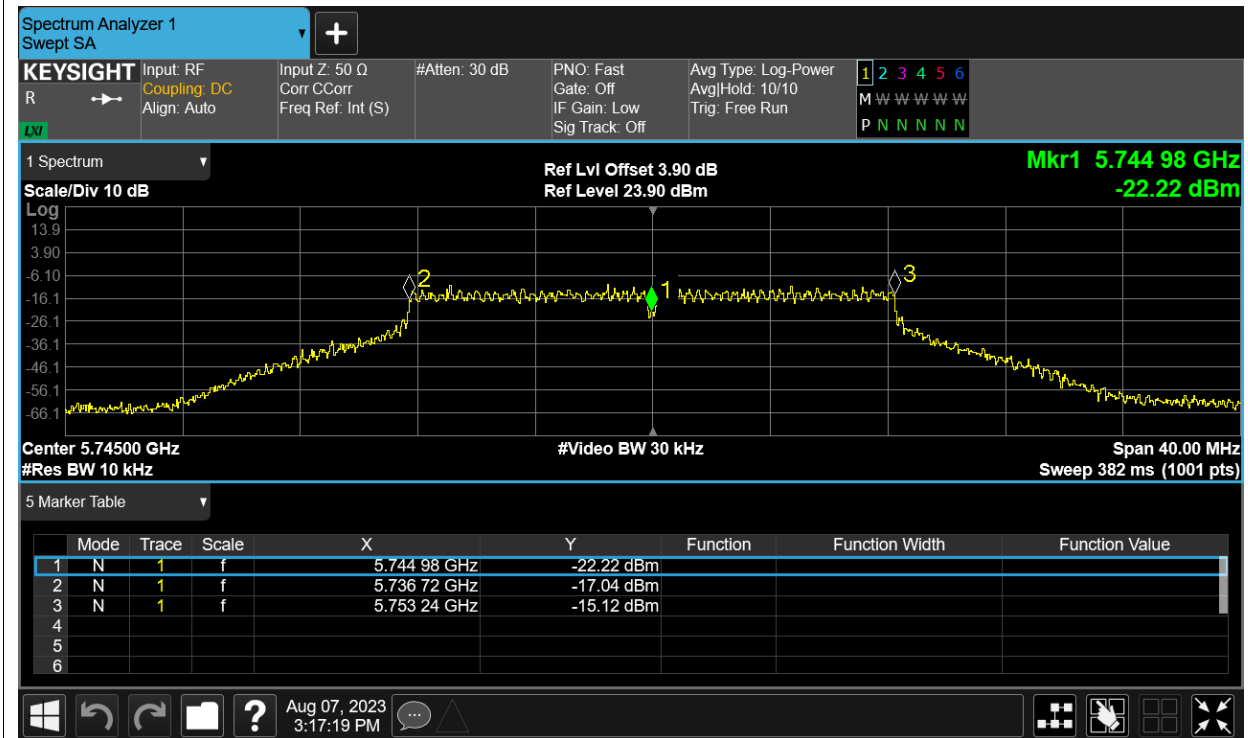 Spectrum Analyzer 1
Swept SA
+
KEYSIGHT
R
LXI
Input: RF
Coupling: DC
Align: Auto
Input Z: 50 Ω
Corr CCorr
Freq Ref: Int (S)
#Atten: 30 dB
PNO: Fast
Gate: Off
IF Gain: Low
Sig Track: Off
Avg Type: Log-Power
Avg|Hold: 10/10
Trig: Free Run
1 2 3 4 5 6
M W W W W W
P N N N N N
1 Spectrum
Scale/Div 10 dB
Ref Lvl Offset 3.90 dB
Ref Level 23.90 dBm
Mkr1 5.744 98 GHz
-22.22 dBm
Log
13.9
3.90
-6.10
-16.1
-26.1
-36.1
-46.1
-56.1
-66.1
2
1
3
Center 5.74500 GHz
#Res BW 10 kHz
#Video BW 30 kHz
Span 40.00 MHz
Sweep 382 ms (1001 pts)
5 Marker Table
Mode Trace Scale X Y Function Function Width Function Value
1 N 1 f 5.744 98 GHz -22.22 dBm
2 N 1 f 5.736 72 GHz -17.04 dBm
3 N 1 f 5.753 24 GHz -15.12 dBm
4
5
6
?
Aug 07, 2023
3:17:19 PM